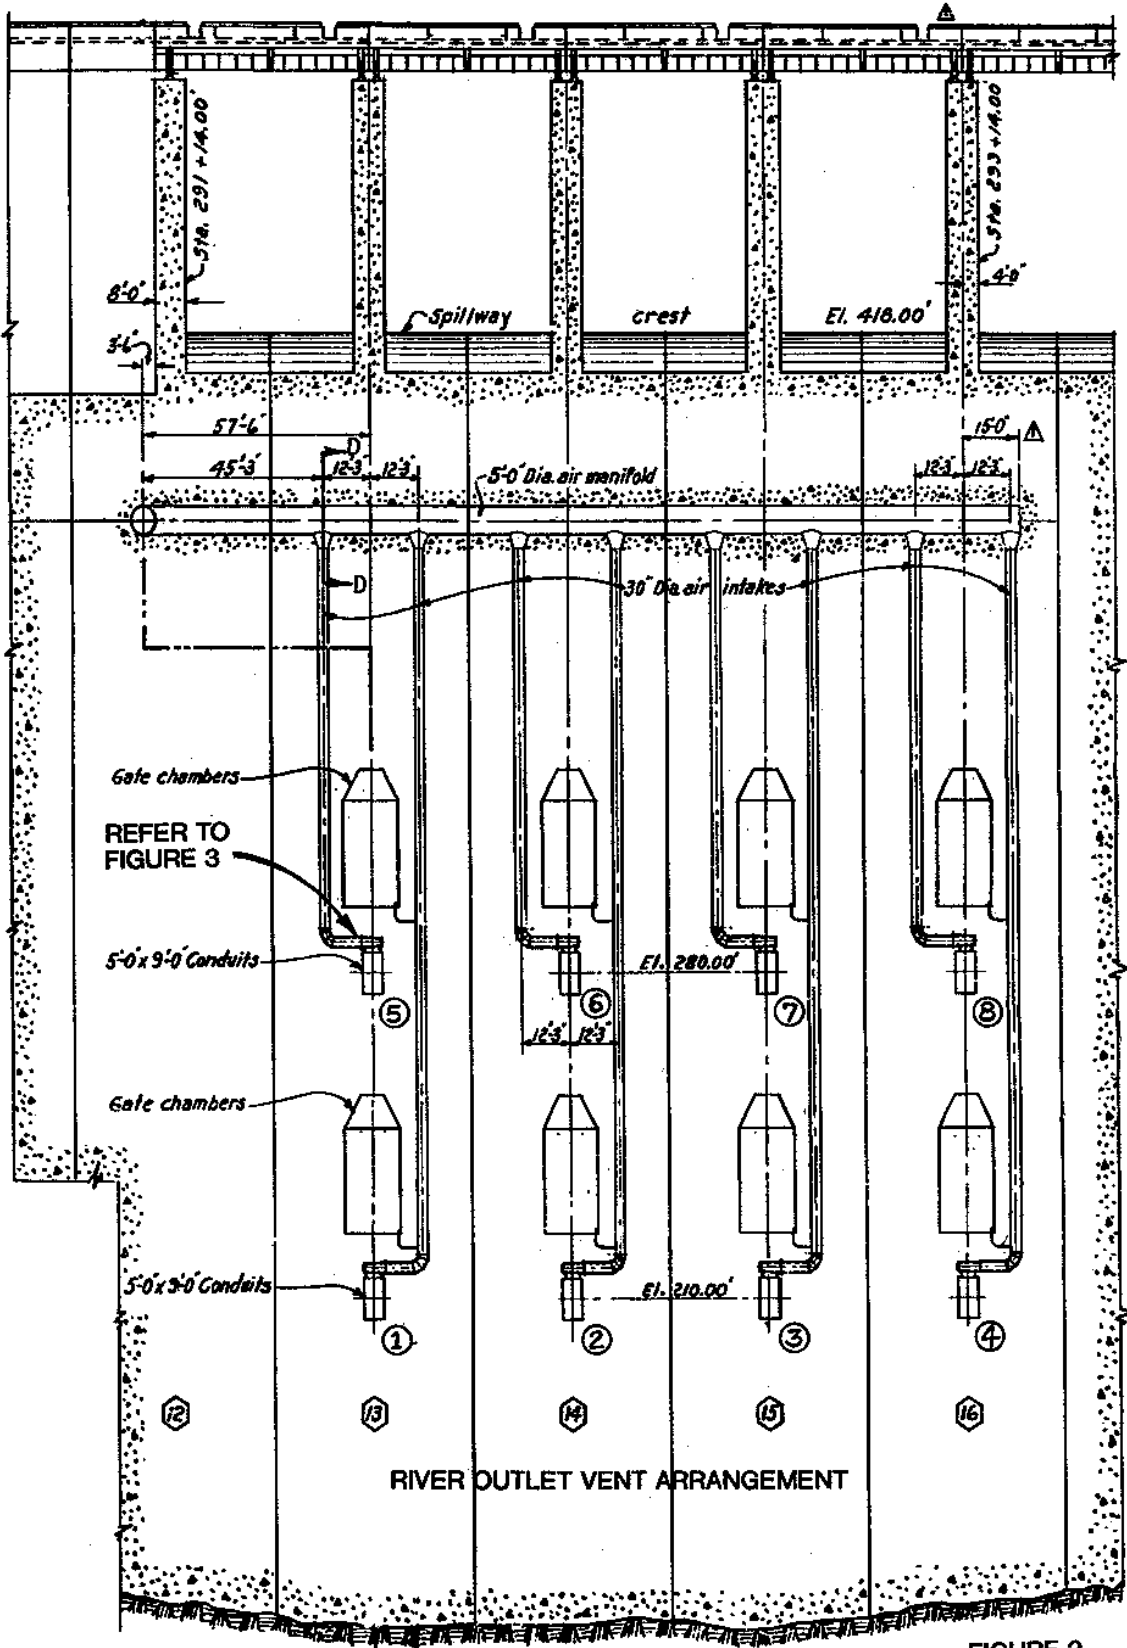 1
Sta. 291 + 14.00
Sta. 293 + 14.00
8'-0"
4'-0"
Spillway crest El. 418.00'
3'-6"
57'-6"
15'-0" 1
D
45'-3" 12'-3" 12'-3"
12'-3" 12'-3"
5'-0" Dia. air manifold
D
30" Dia. air intakes
Gate chambers
REFER TO
FIGURE 3
5'-0" x 9'-0" Conduits
El. 280.00'
5 6 7 8
12'-3" 12'-3"
Gate chambers
5'-0" x 9'-0" Conduits
El. 210.00'
1 2 3 4
12 13 14 15 16
RIVER OUTLET VENT ARRANGEMENT